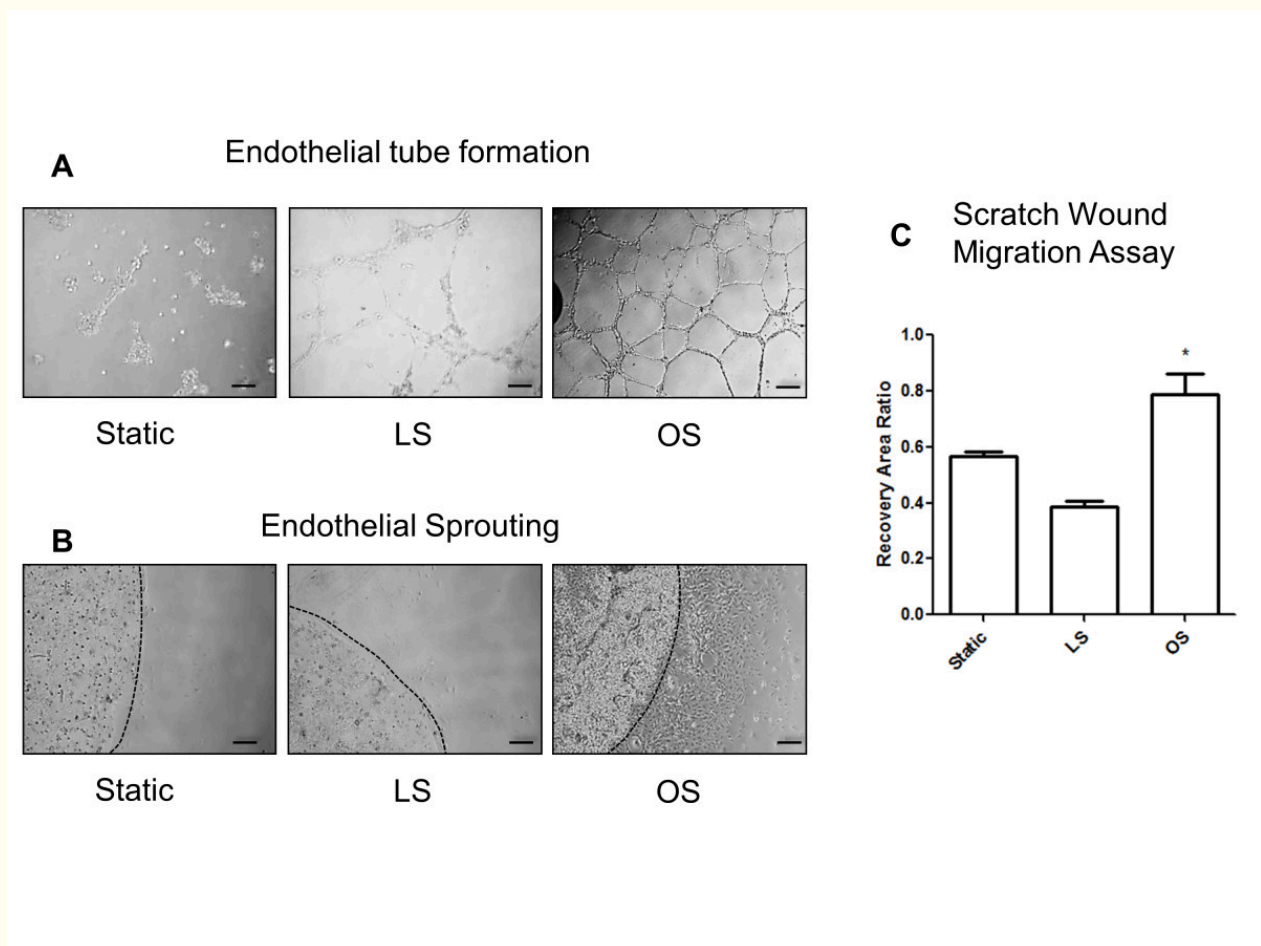 A
Endothelial tube formation
Static
LS
OS
B
Endothelial Sprouting
Static
LS
OS
C
Scratch Wound
Migration Assay
Recovery Area Ratio
1.0
0.8
0.6
0.4
0.2
0.0
*
Static
LS
OS